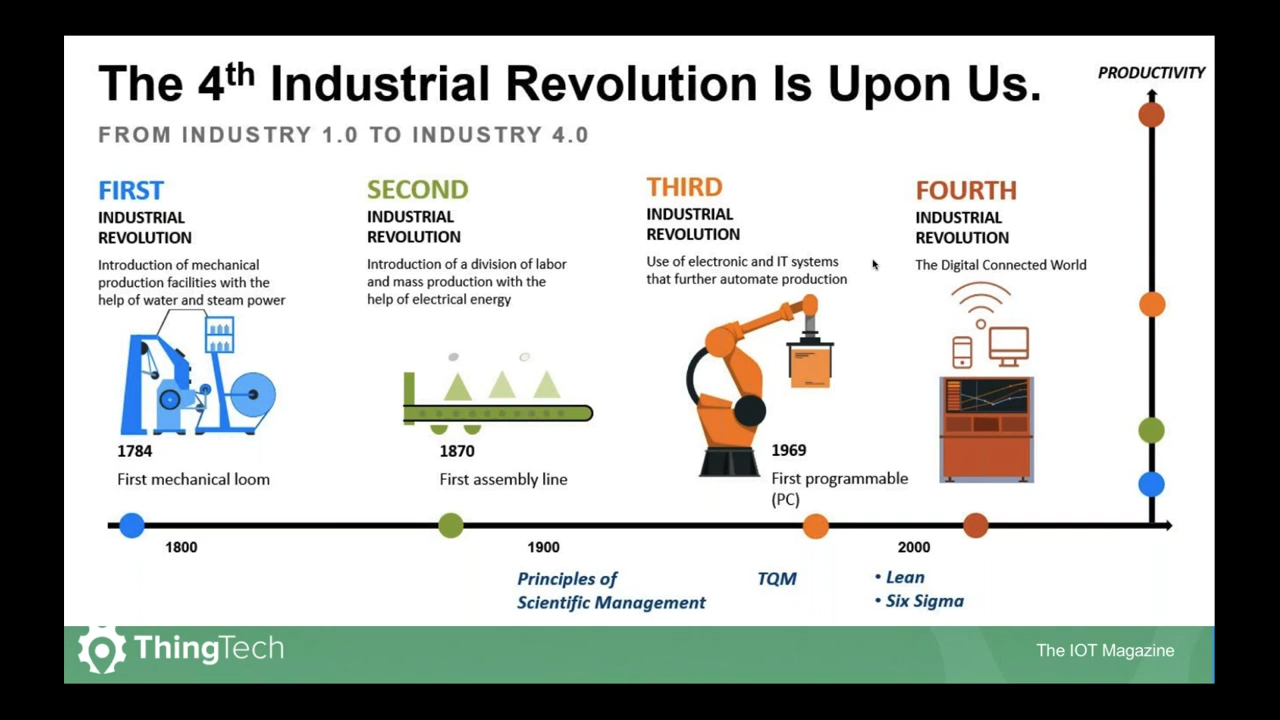 The 4th Industrial Revolution Is Upon Us.
PRODUCTIVITY
FROM INDUSTRY 1.0 TO INDUSTRY 4.0
FIRST
INDUSTRIAL
REVOLUTION
Introduction of mechanical
production facilities with the
help of water and steam power
1784
First mechanical loom
SECOND
INDUSTRIAL
REVOLUTION
Introduction of a division of labor
and mass production with the
help of electrical energy
1870
First assembly line
THIRD
INDUSTRIAL
REVOLUTION
Use of electronic and IT systems
that further automate production
1969
First programmable
(PC)
FOURTH
INDUSTRIAL
REVOLUTION
The Digital Connected World
1800
1900
2000
Principles of
Scientific Management
TQM
• Lean
• Six Sigma
ThingTech
The IOT Magazine